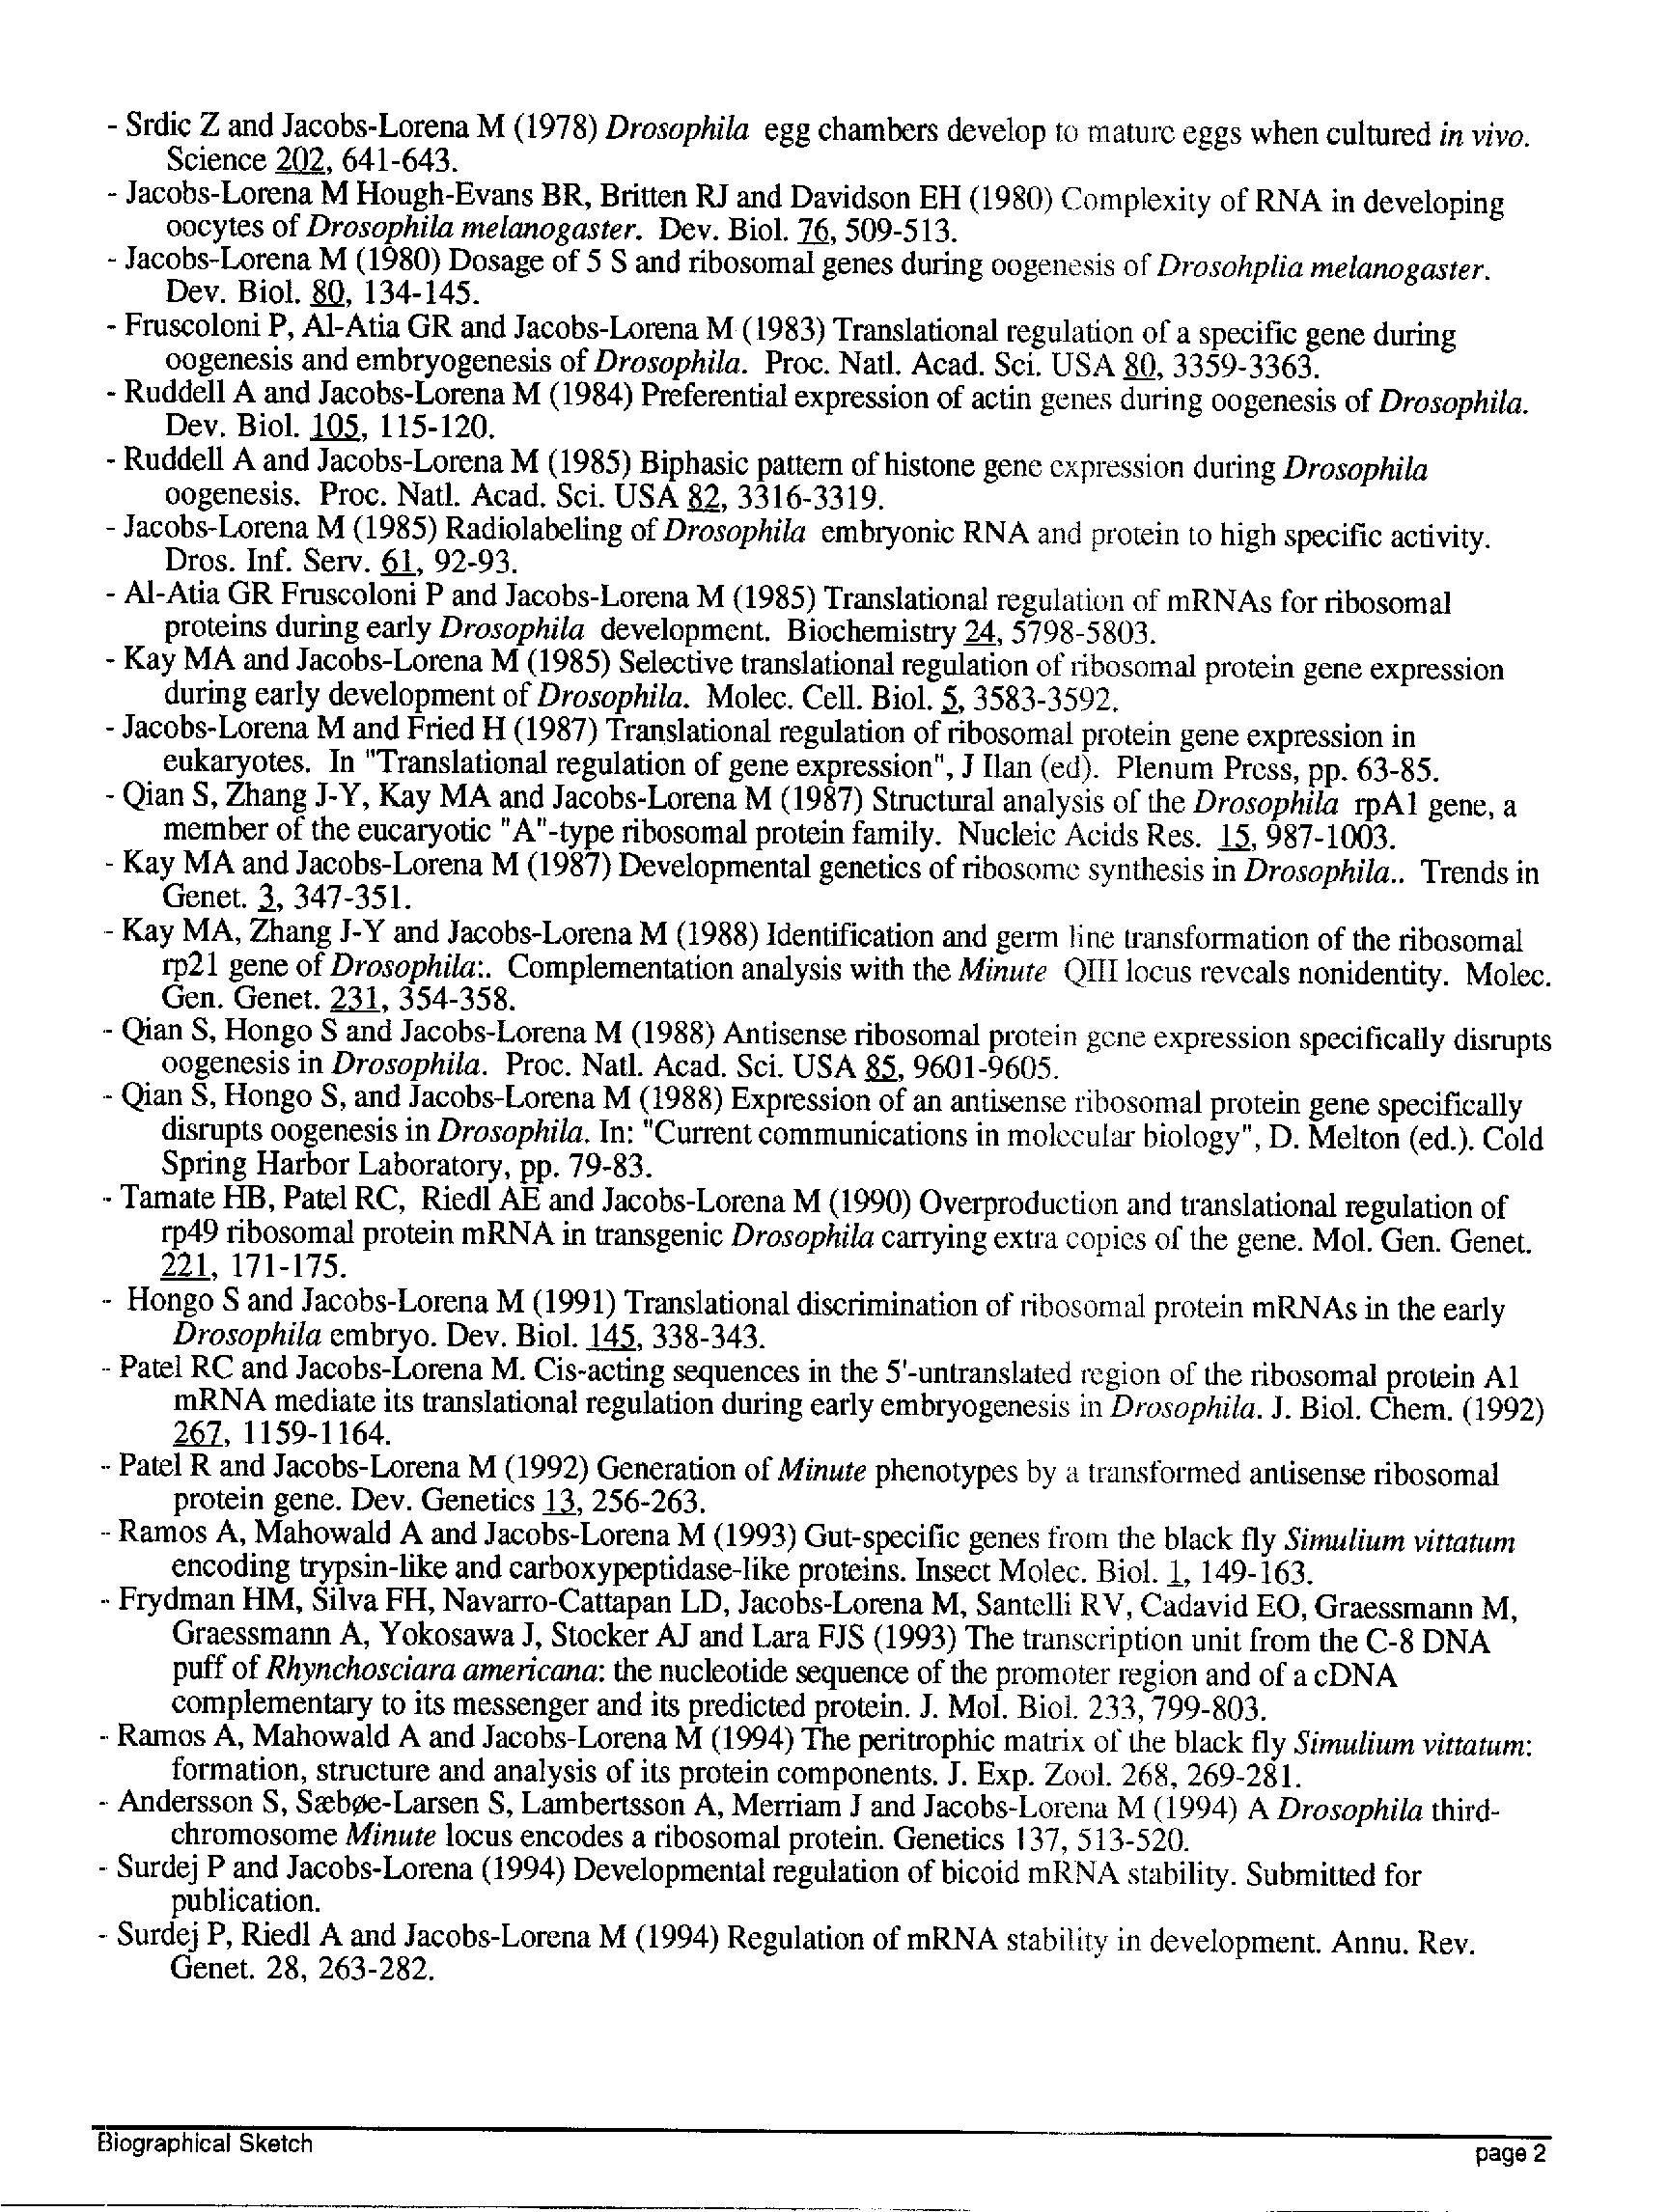 - Srdic Z and Jacobs-Lorena M (1978) Drosophila egg chambers develop to mature eggs when cultured in vivo.
Science 202, 641-643.
- Jacobs-Lorena M Hough-Evans BR, Britten RJ and Davidson EH (1980) Complexity of RNA in developing
oocytes of Drosophila melanogaster. Dev. Biol. 76, 509-513.
- Jacobs-Lorena M (1980) Dosage of 5 S and ribosomal genes during oogenesis of Drosohplia melanogaster.
Dev. Biol. 80, 134-145.
- Fruscoloni P, Al-Atia GR and Jacobs-Lorena M (1983) Translational regulation of a specific gene during
oogenesis and embryogenesis of Drosophila. Proc. Natl. Acad. Sci. USA 80, 3359-3363.
- Ruddell A and Jacobs-Lorena M (1984) Preferential expression of actin genes during oogenesis of Drosophila.
Dev. Biol. 105, 115-120.
- Ruddell A and Jacobs-Lorena M (1985) Biphasic pattern of histone gene expression during Drosophila
oogenesis. Proc. Natl. Acad. Sci. USA 82, 3316-3319.
- Jacobs-Lorena M (1985) Radiolabeling of Drosophila embryonic RNA and protein to high specific activity.
Dros. Inf. Serv. 61, 92-93.
- Al-Atia GR Fruscoloni P and Jacobs-Lorena M (1985) Translational regulation of mRNAs for ribosomal
proteins during early Drosophila development. Biochemistry 24, 5798-5803.
- Kay MA and Jacobs-Lorena M (1985) Selective translational regulation of ribosomal protein gene expression
during early development of Drosophila. Molec. Cell. Biol. 5, 3583-3592.
- Jacobs-Lorena M and Fried H (1987) Translational regulation of ribosomal protein gene expression in
eukaryotes. In "Translational regulation of gene expression", J Ilan (ed). Plenum Press, pp. 63-85.
- Qian S, Zhang J-Y, Kay MA and Jacobs-Lorena M (1987) Structural analysis of the Drosophila rpA1 gene, a
member of the eucaryotic "A"-type ribosomal protein family. Nucleic Acids Res. 15, 987-1003.
- Kay MA and Jacobs-Lorena M (1987) Developmental genetics of ribosome synthesis in Drosophila.. Trends in
Genet. 3, 347-351.
- Kay MA, Zhang J-Y and Jacobs-Lorena M (1988) Identification and germ line transformation of the ribosomal
rp21 gene of Drosophila:. Complementation analysis with the Minute QIII locus reveals nonidentity. Molec.
Gen. Genet. 231, 354-358.
- Qian S, Hongo S and Jacobs-Lorena M (1988) Antisense ribosomal protein gene expression specifically disrupts
oogenesis in Drosophila. Proc. Natl. Acad. Sci. USA 85, 9601-9605.
- Qian S, Hongo S, and Jacobs-Lorena M (1988) Expression of an antisense ribosomal protein gene specifically
disrupts oogenesis in Drosophila. In: "Current communications in molecular biology", D. Melton (ed.). Cold
Spring Harbor Laboratory, pp. 79-83.
- Tamate HB, Patel RC, Riedl AE and Jacobs-Lorena M (1990) Overproduction and translational regulation of
rp49 ribosomal protein mRNA in transgenic Drosophila carrying extra copies of the gene. Mol. Gen. Genet.
221, 171-175.
- Hongo S and Jacobs-Lorena M (1991) Translational discrimination of ribosomal protein mRNAs in the early
Drosophila embryo. Dev. Biol. 145, 338-343.
- Patel RC and Jacobs-Lorena M. Cis-acting sequences in the 5'-untranslated region of the ribosomal protein A1
mRNA mediate its translational regulation during early embryogenesis in Drosophila. J. Biol. Chem. (1992)
267, 1159-1164.
- Patel R and Jacobs-Lorena M (1992) Generation of Minute phenotypes by a transformed antisense ribosomal
protein gene. Dev. Genetics 13, 256-263.
- Ramos A, Mahowald A and Jacobs-Lorena M (1993) Gut-specific genes from the black fly Simulium vittatum
encoding trypsin-like and carboxypeptidase-like proteins. Insect Molec. Biol. 1, 149-163.
- Frydman HM, Silva FH, Navarro-Cattapan LD, Jacobs-Lorena M, Santelli RV, Cadavid EO, Graessmann M,
Graessmann A, Yokosawa J, Stocker AJ and Lara FJS (1993) The transcription unit from the C-8 DNA
puff of Rhynchosciara americana: the nucleotide sequence of the promoter region and of a cDNA
complementary to its messenger and its predicted protein. J. Mol. Biol. 233, 799-803.
- Ramos A, Mahowald A and Jacobs-Lorena M (1994) The peritrophic matrix of the black fly Simulium vittatum:
formation, structure and analysis of its protein components. J. Exp. Zool. 268, 269-281.
- Andersson S, Sæbøe-Larsen S, Lambertsson A, Merriam J and Jacobs-Lorena M (1994) A Drosophila third-
chromosome Minute locus encodes a ribosomal protein. Genetics 137, 513-520.
- Surdej P and Jacobs-Lorena (1994) Developmental regulation of bicoid mRNA stability. Submitted for
publication.
- Surdej P, Riedl A and Jacobs-Lorena M (1994) Regulation of mRNA stability in development. Annu. Rev.
Genet. 28, 263-282.
Biographical Sketch
page 2